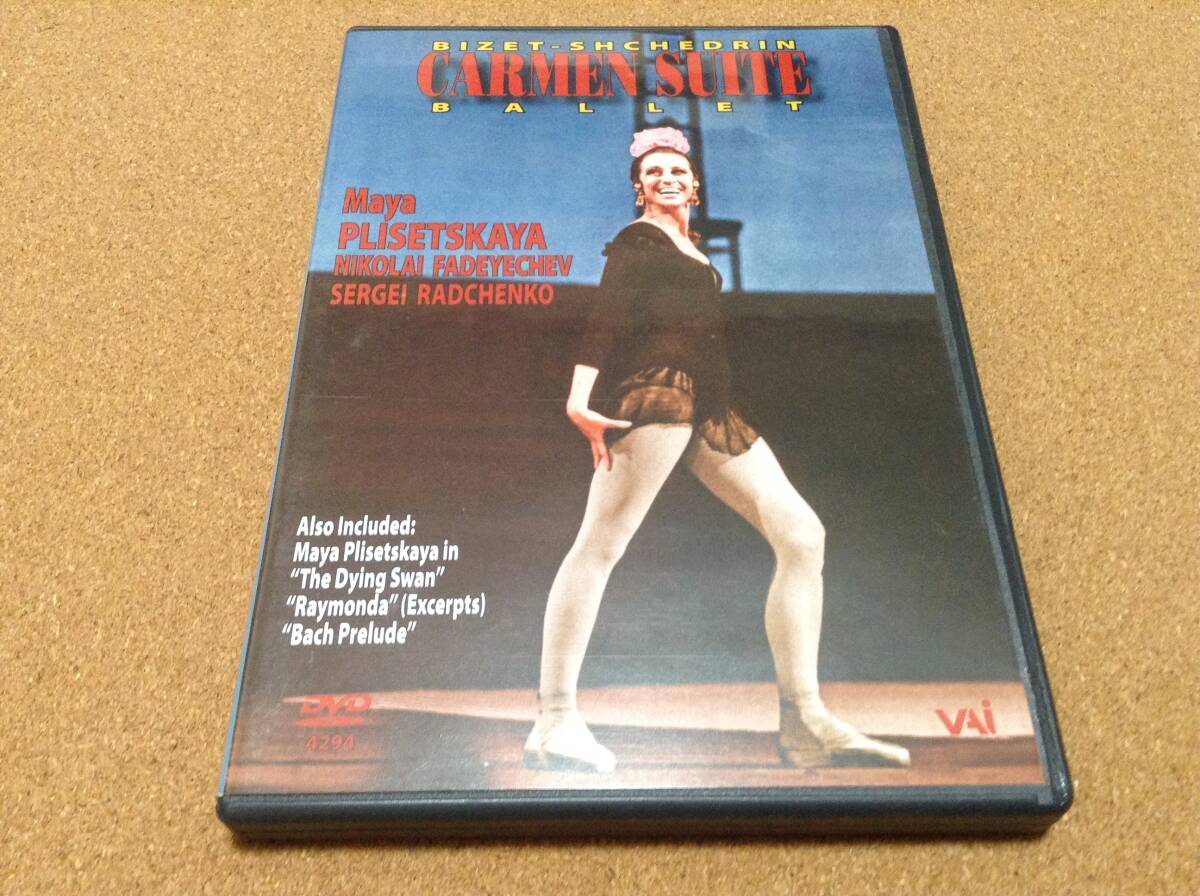 BIZET-SHCHEDRIN
CARMEN SUITE
BALLET
Maya
PLISETSKAYA
NIKOLAI FADEYECHEV
SERGEI RADCHENKO
Also Included:
Maya Plisetskaya in
“The Dying Swan”
“Raymonda” (Excerpts)
“Bach Prelude”
DVD
4294
VAI